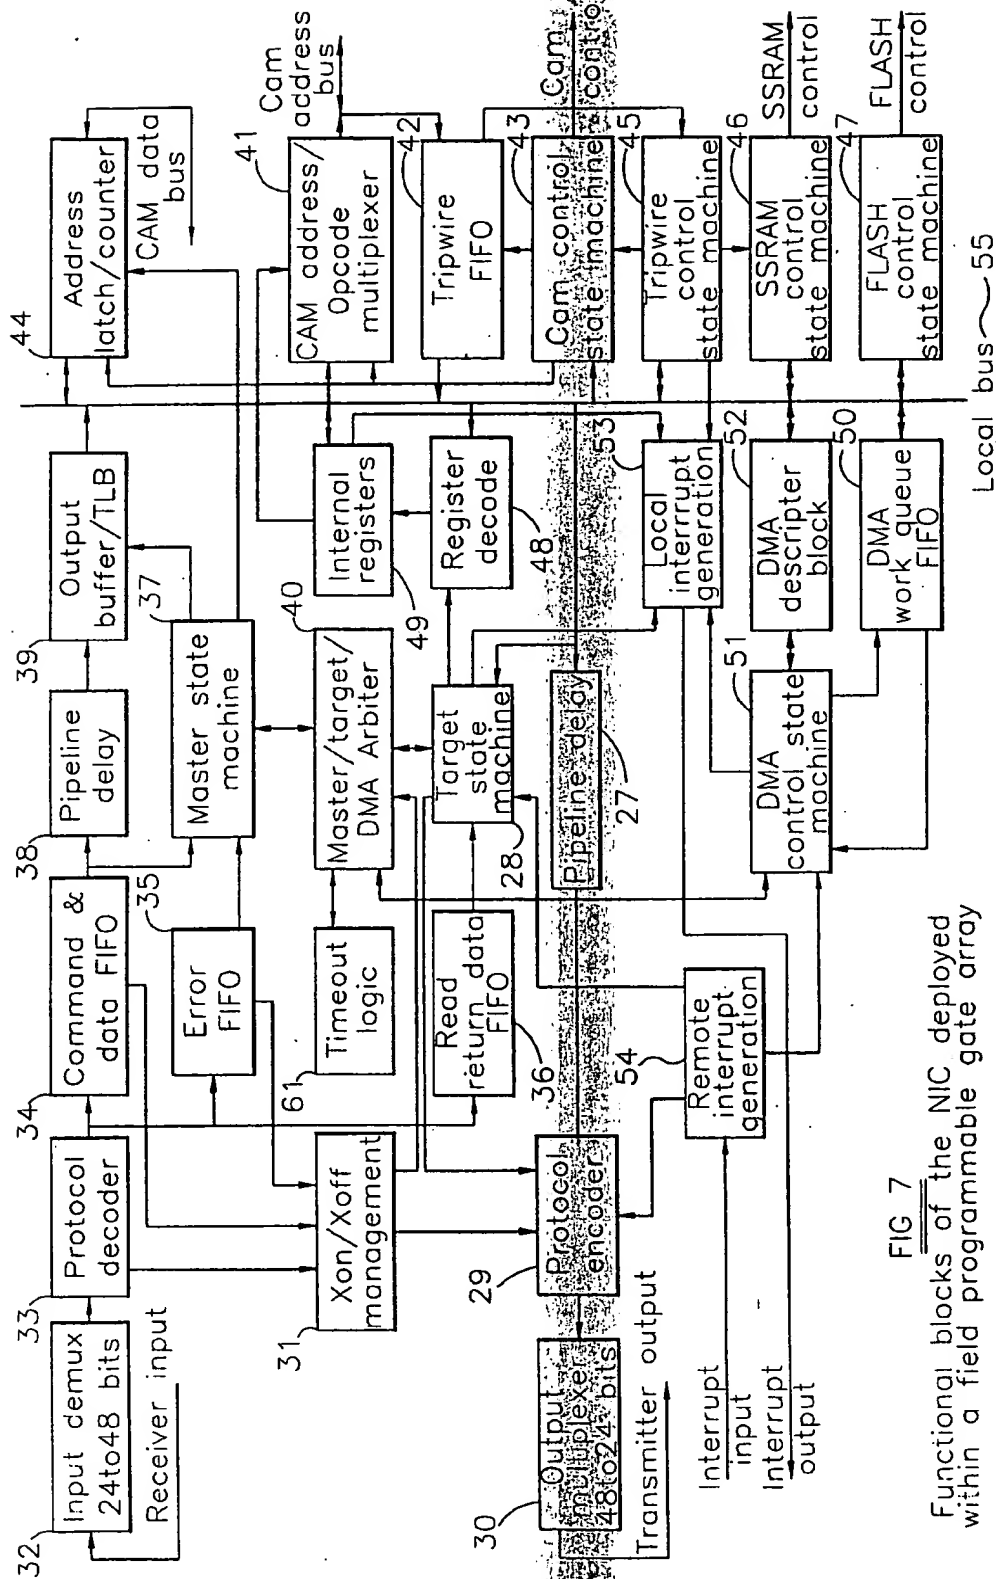 32
Input demux
24to48 bits
Receiver input
33
Protocol
decoder
34
Command &
data FIFO
38
Pipeline
delay
39
Output
buffer/TLB
44
Address
latch/counter
CAM data
bus
35
Error
FIFO
37
Master state
machine
31
Xon/Xoff
management
61
Timeout
logic
40
Master/target/
DMA Arbiter
49
Internal
registers
41
CAM address/
Opcode
multiplexer
Cam
address
bus
36
Read
return data
FIFO
28
Target
state
machine
48
Register
decode
42
Tripwire
FIFO
30
Output
multiplexer
48to24 bits
Transmitter output
29
Protocol
encoder
27
Pipeline delay
43
Cam control
state machine
Cam
control
54
Remote
interrupt
generation
53
Local
interrrupt
generation
45
Tripwire
control
state machine
Interrupt
input
Interrupt
output
51
DMA
control state
machine
52
DMA
descripter
block
46
SSRAM
control
state machine
SSRAM
control
50
DMA
work queue
FIFO
47
FLASH
control
state machine
FLASH
control
Local bus 55
FIG 7
Functional blocks of the NIC deployed
within a field programmable gate array